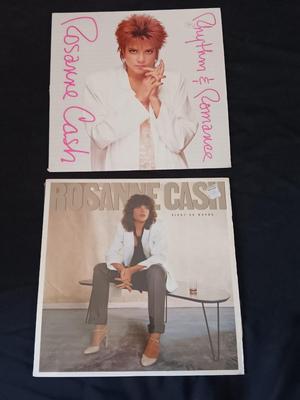 Rosanne Cash
Rhythm & Romance
ROSANNE CASH
RIGHT OR WRONG